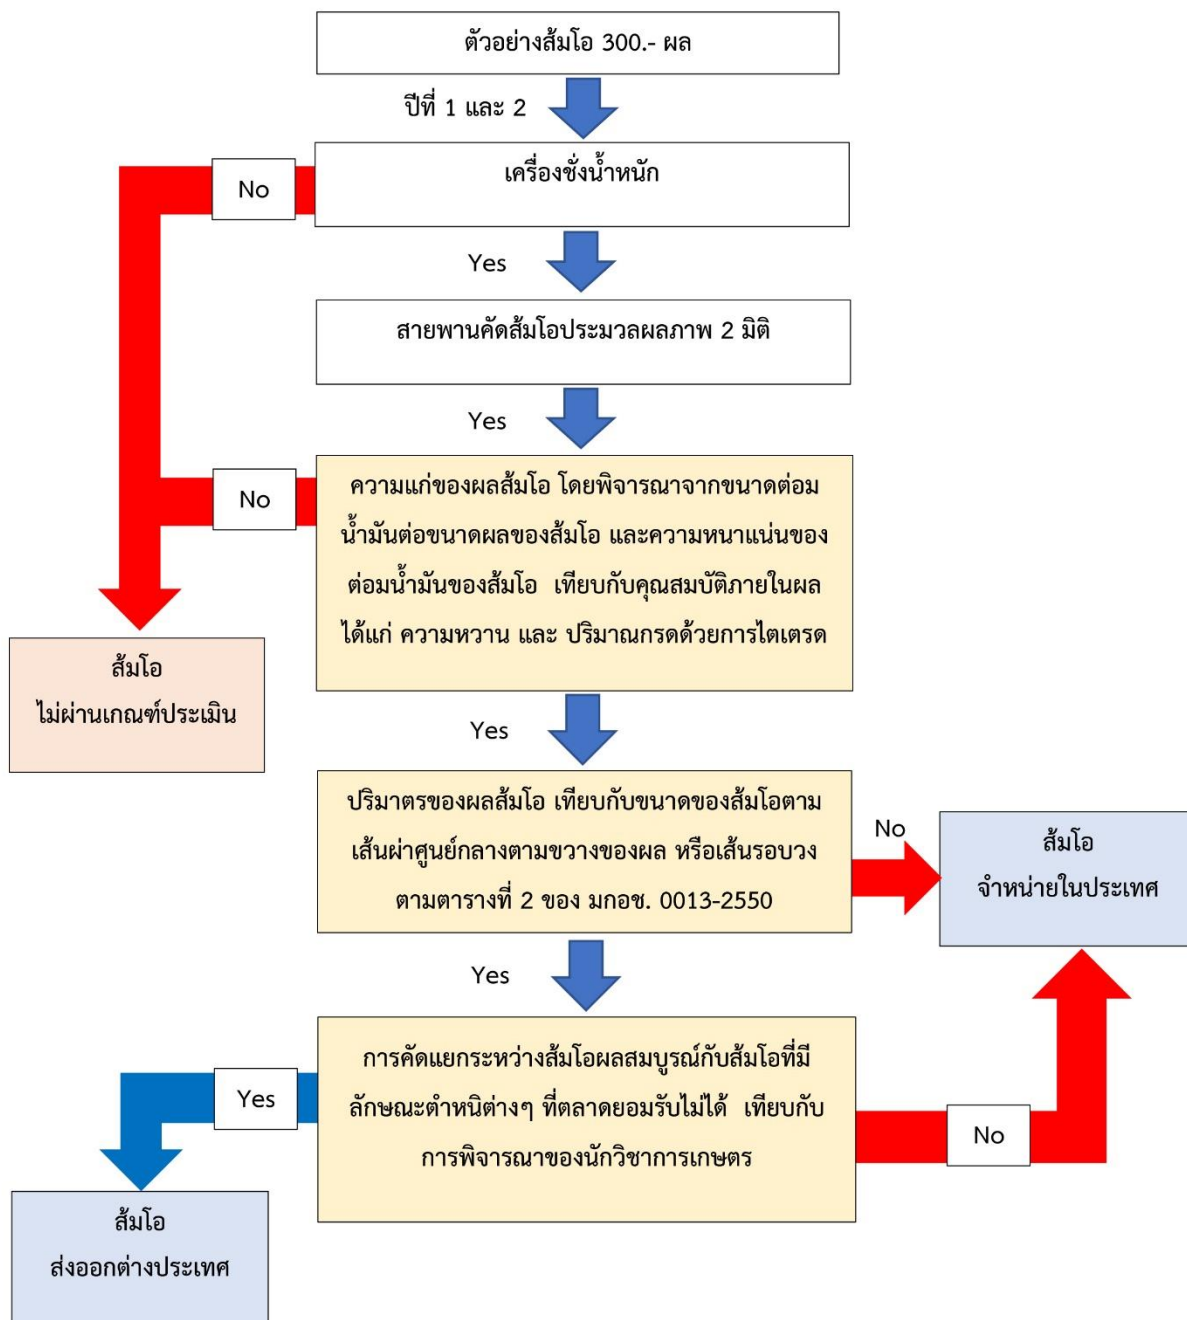 ตัวอย่างส้มโอ 300.- ผล
ปีที่ 1 และ 2
เครื่องชั่งน้ำหนัก
No
Yes
สายพานคัดส้มโอประมวลผลภาพ 2 มิติ
Yes
No
ความแก่ของผลส้มโอ โดยพิจารณาจากขนาดต่อม
น้ำมันต่อขนาดผลของส้มโอ และความหนาแน่นของ
ต่อมน้ำมันของส้มโอ เทียบกับคุณสมบัติภายในผล
ได้แก่ ความหวาน และ ปริมาณกรดด้วยการไตเตรด
ส้มโอ
ไม่ผ่านเกณฑ์ประเมิน
Yes
ปริมาตรของผลส้มโอ เทียบกับขนาดของส้มโอตาม
เส้นผ่าศูนย์กลางตามขวางของผล หรือเส้นรอบวง
ตามตารางที่ 2 ของ มกอช. 0013-2550
No
ส้มโอ
จำหน่ายในประเทศ
Yes
การคัดแยกระหว่างส้มโอผลสมบูรณ์กับส้มโอที่มี
ลักษณะตำหนิต่างๆ ที่ตลาดยอมรับไม่ได้ เทียบกับ
การพิจารณาของนักวิชาการเกษตร
Yes
No
ส้มโอ
ส่งออกต่างประเทศ